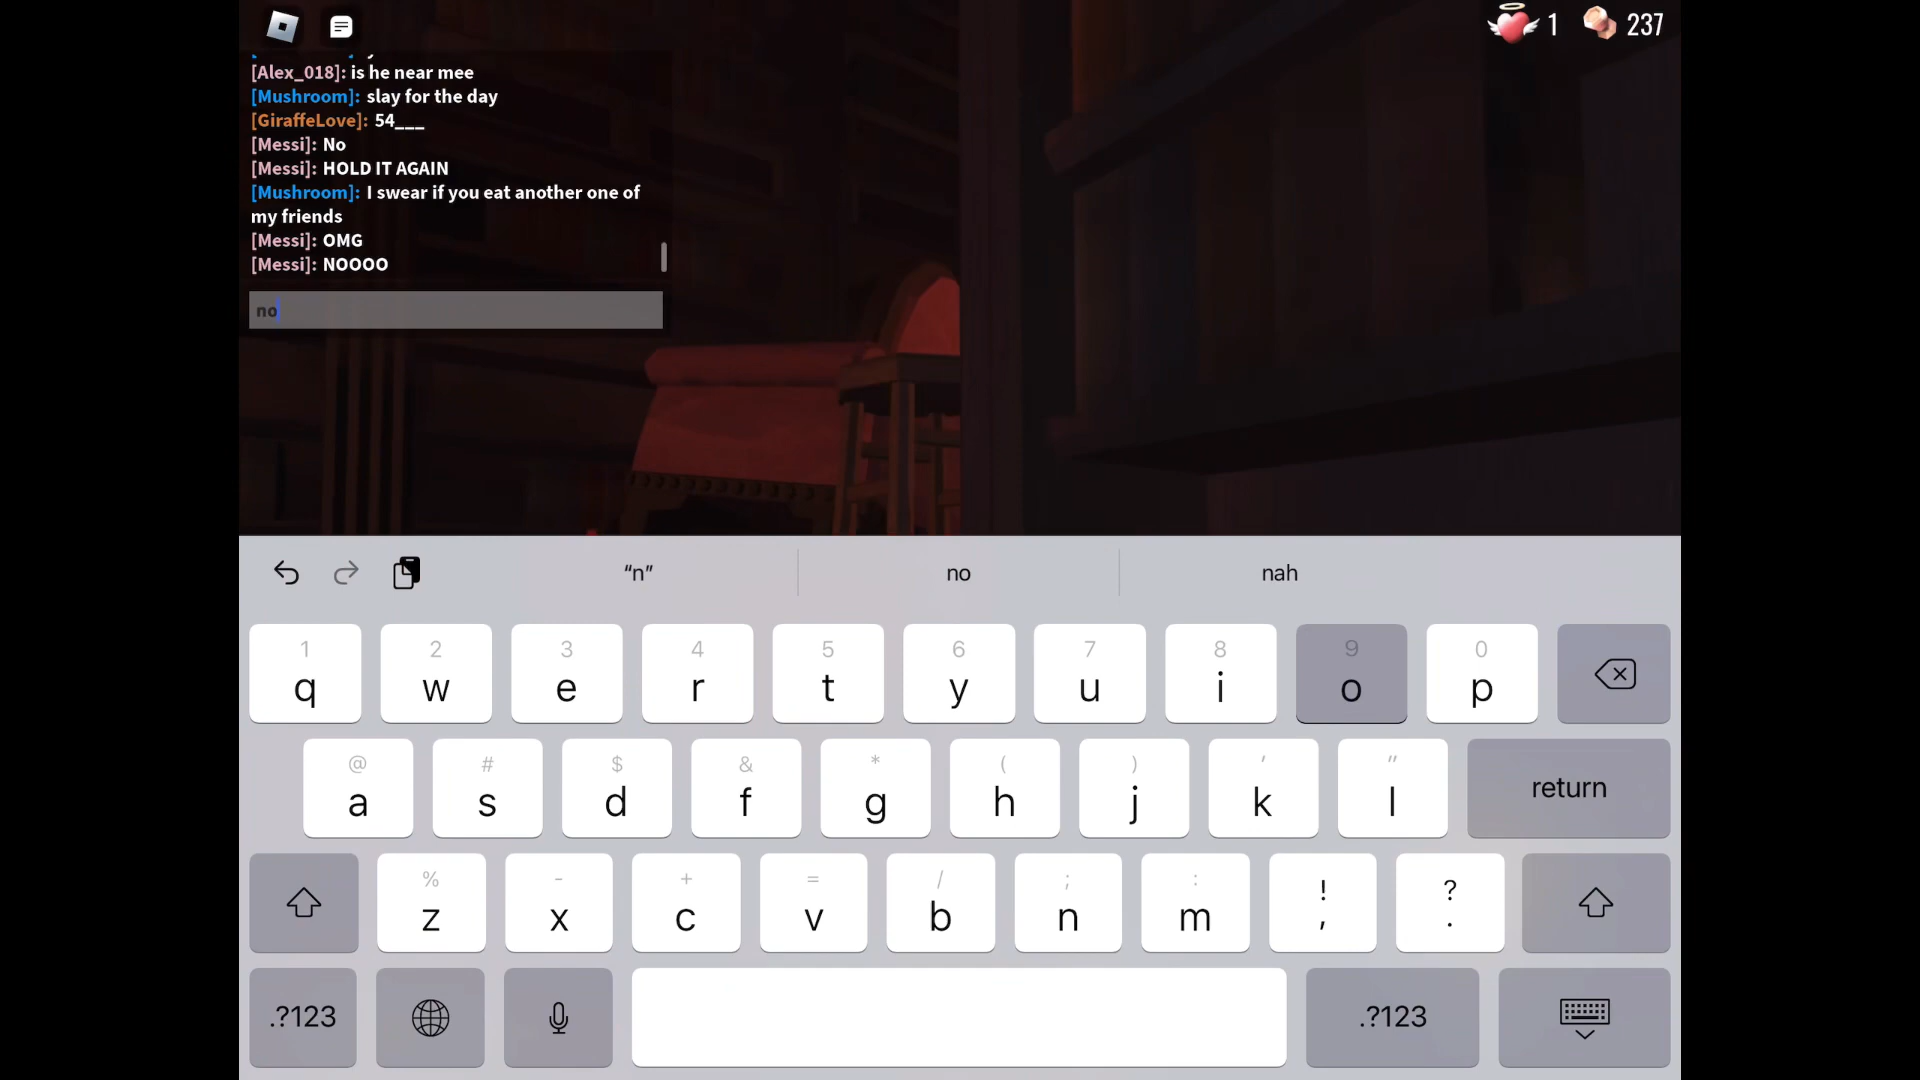 1 237
[Alex_018]: is he near mee
[Mushroom]: slay for the day
[GiraffeLove]: 54___
[Messi]: No
[Messi]: HOLD IT AGAIN
[Mushroom]: I swear if you eat another one of
my friends
[Messi]: OMG
[Messi]: NOOOO
no
“n” no nah
1 2 3 4 5 6 7 8 9 0
q w e r t y u i o p
@ # $ & * ( ) ' "
a s d f g h j k l return
% - + = / ; : ! ?
z x c v b n m , .
.?123 .?123